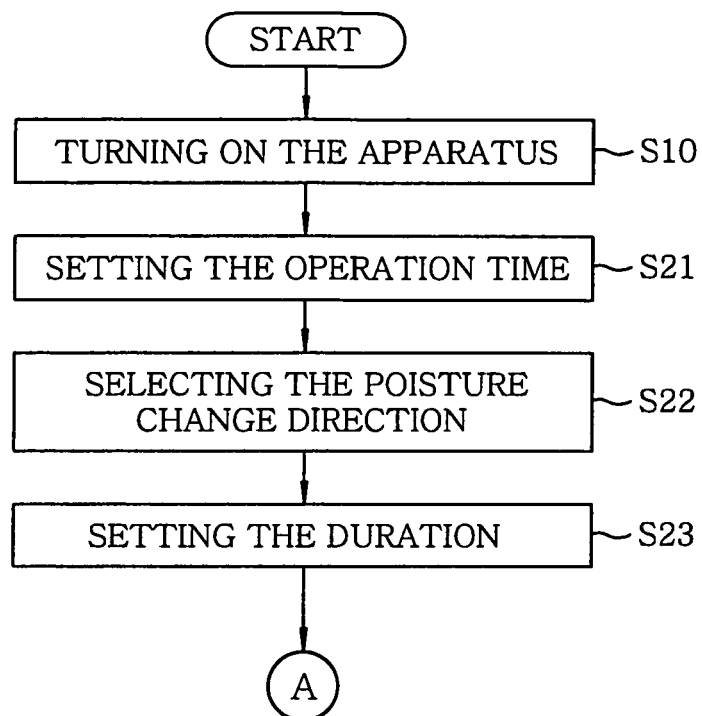 START
TURNING ON THE APPARATUS
S10
SETTING THE OPERATION TIME
S21
SELECTING THE POISTURE
CHANGE DIRECTION
S22
SETTING THE DURATION
S23
A